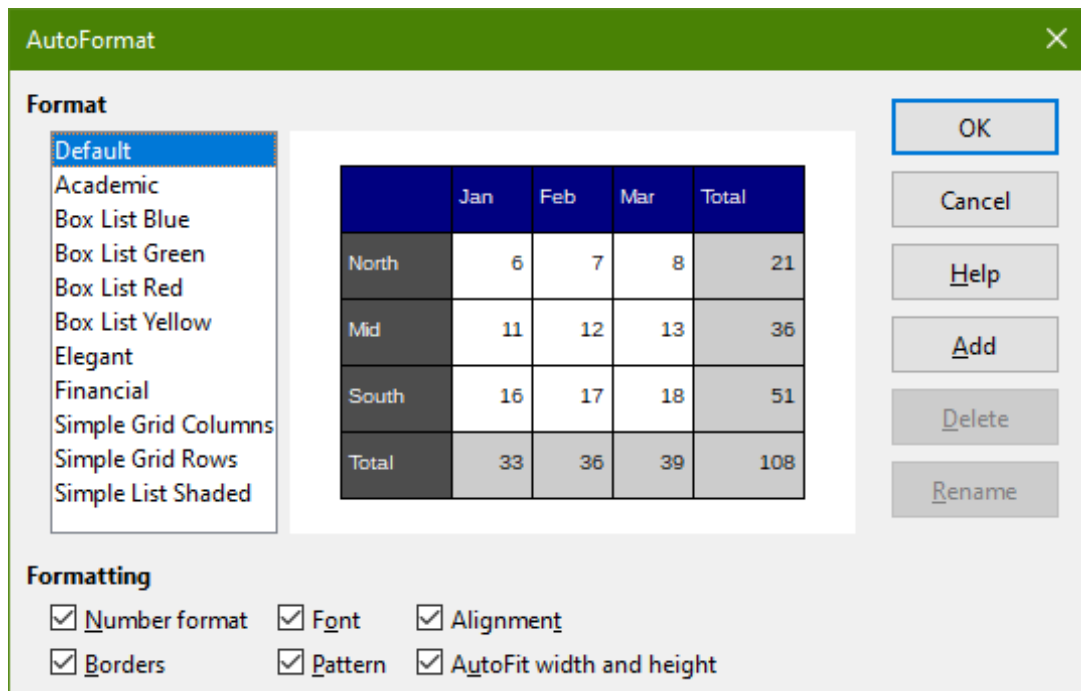 AutoFormat
Format
Default
Academic
Box List Blue
Box List Green
Box List Red
Box List Yellow
Elegant
Financial
Simple Grid Columns
Simple Grid Rows
Simple List Shaded
Jan Feb Mar Total
North 6 7 8 21
Mid 11 12 13 36
South 16 17 18 51
Total 33 36 39 108
OK
Cancel
Help
Add
Delete
Rename
Formatting
Number format Font Alignment
Borders Pattern AutoFit width and height